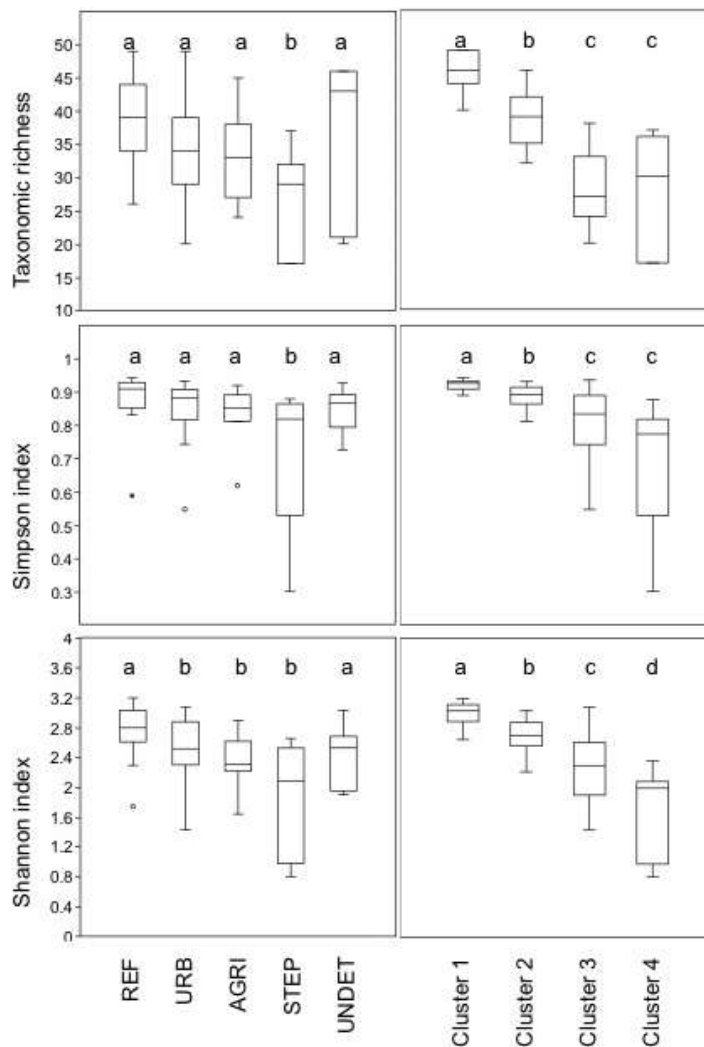 Taxonomic richness
50
45
40
35
30
25
20
15
10
a a a b a
a b c c
Simpson index
1
0.9
0.8
0.7
0.6
0.5
0.4
0.3
a a a b a
a b c c
Shannon index
4
3.6
3.2
2.8
2.4
2
1.6
1.2
0.8
0.4
0
a b b b a
a b c d
REF
URB
AGRI
STEP
UNDET
Cluster 1
Cluster 2
Cluster 3
Cluster 4